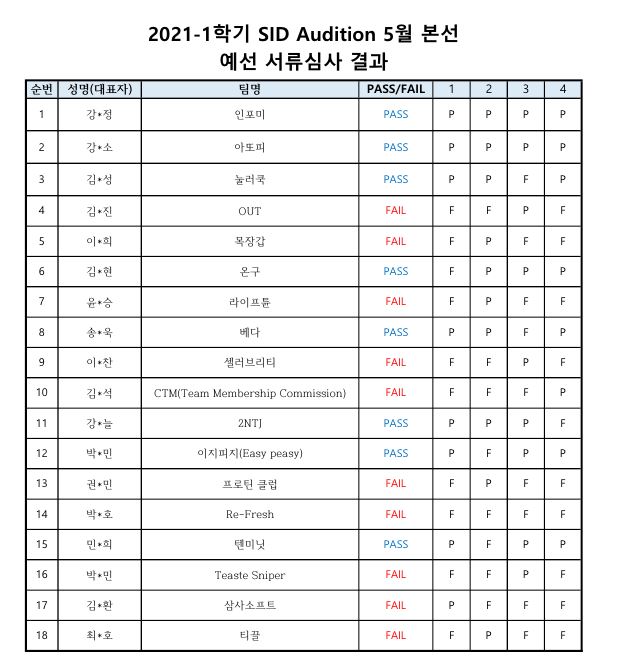 2021-1학기 SID Audition 5월 본선
예선 서류심사 결과
순번 성명(대표자) 팀명 PASS/FAIL 1 2 3 4
1 강*정 인포미 PASS P P P P
2 강*소 아또피 PASS P P P P
3 김*성 눌러쿡 PASS P P F P
4 김*진 OUT FAIL F F P F
5 이*희 목장갑 FAIL F P F F
6 김*현 온구 PASS F P P P
7 윤*승 라이프튠 FAIL F P F F
8 송*욱 베다 PASS P P F P
9 이*찬 셀러브리티 FAIL F F P F
10 김*석 CTM(Team Membership Commission) FAIL F F F P
11 강*늘 2NTJ PASS P P P F
12 박*민 이지피지(Easy peasy) PASS P F P P
13 권*민 프로틴 클럽 FAIL F P F F
14 박*호 Re-Fresh FAIL F F F F
15 민*희 텐미닛 PASS P F P P
16 박*민 Teaste Sniper FAIL F F P F
17 김*환 삼사소프트 FAIL P F F F
18 최*호 티끌 FAIL F P F F